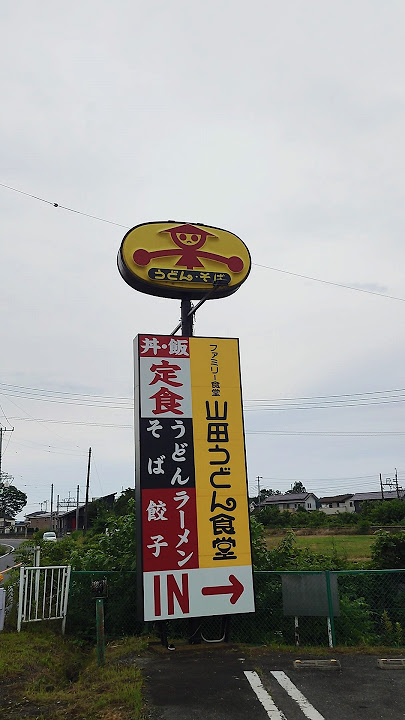 うどん・そば
ファミリー食堂
山田うどん食堂
丼・飯
定食
うどん
そば
ラーメン
餃子
IN →